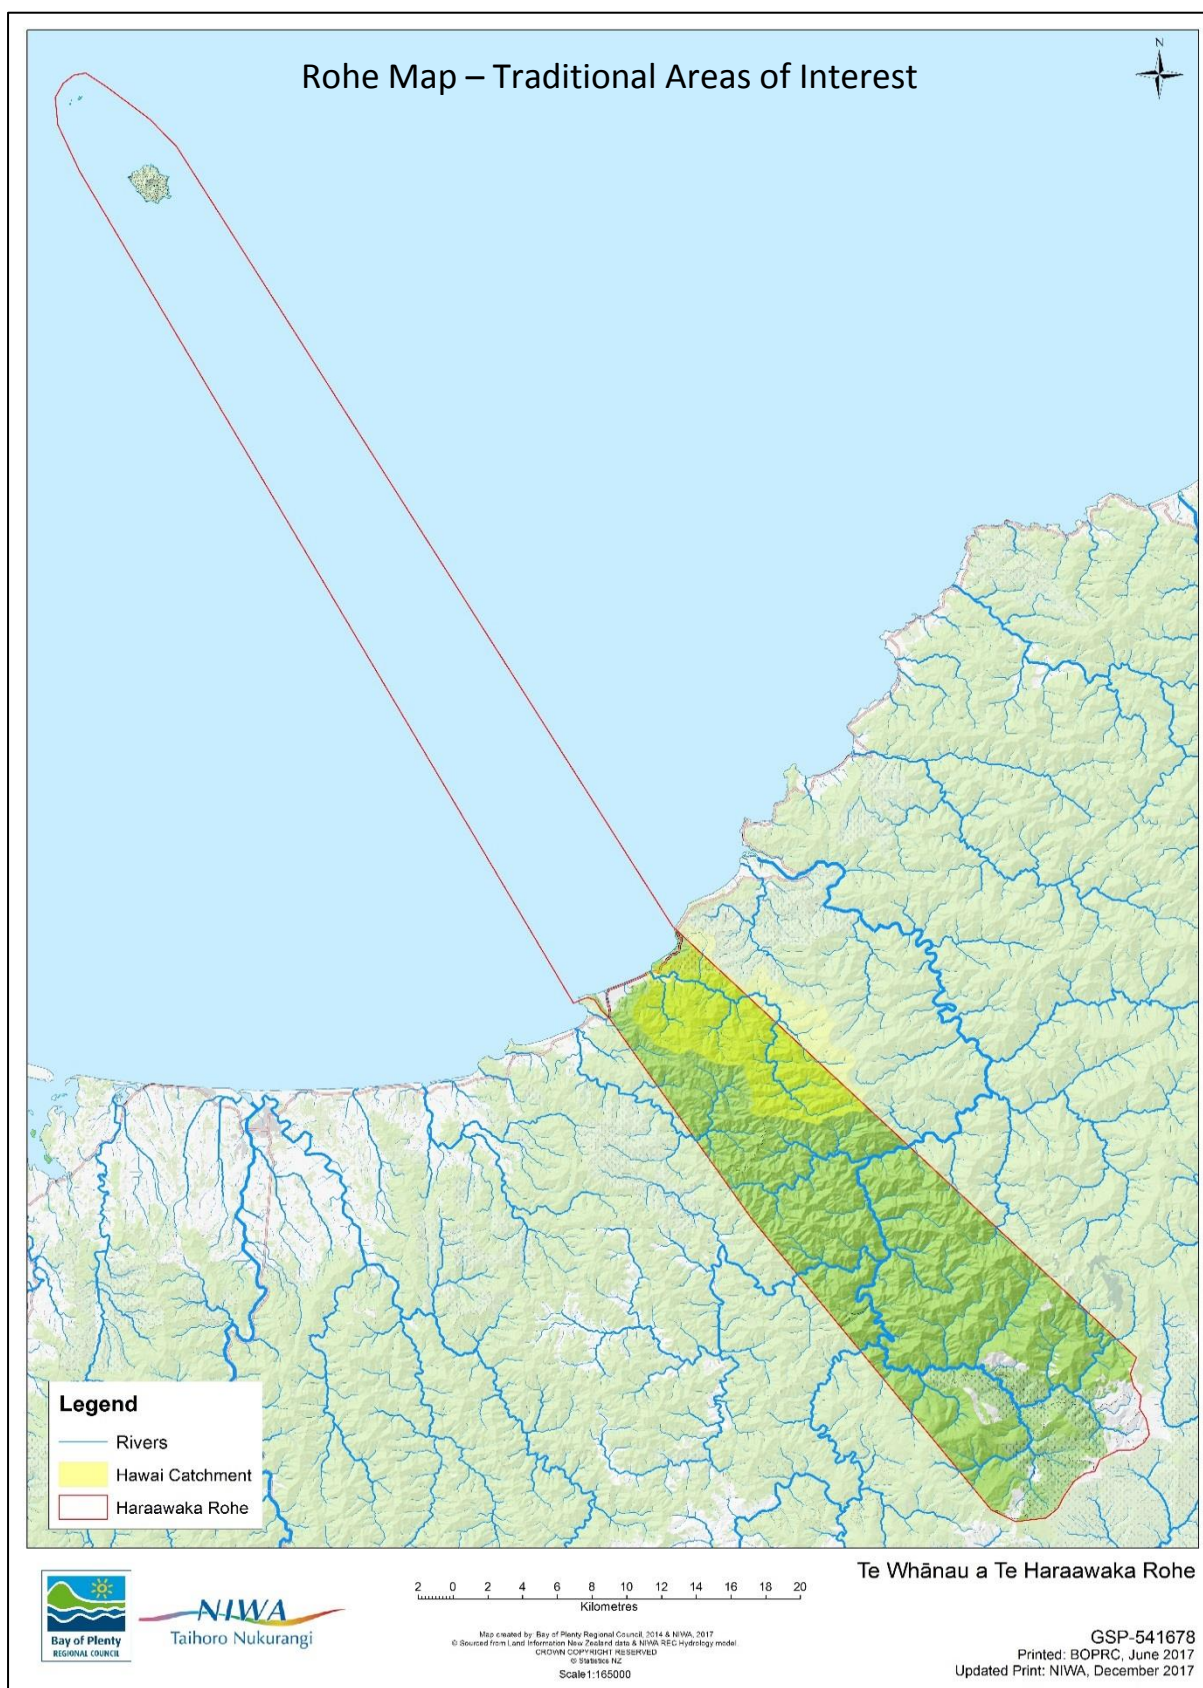 Rohe Map – Traditional Areas of Interest
N
Legend
Rivers
Hawai Catchment
Haraawaka Rohe
Te Whānau a Te Haraawaka Rohe
2 0 2 4 6 8 10 12 14 16 18 20
Kilometres
Bay of Plenty
REGIONAL COUNCIL
NIWA
Taihoro Nukurangi
Map created by: Bay of Plenty Regional Council, 2014 & NIWA, 2017
© Sourced from Land Information New Zealand data & NIWA REC Hydrology model.
CROWN COPYRIGHT RESERVED
© Statistics NZ
Scale1:165000
GSP-541678
Printed: BOPRC, June 2017
Updated Print: NIWA, December 2017